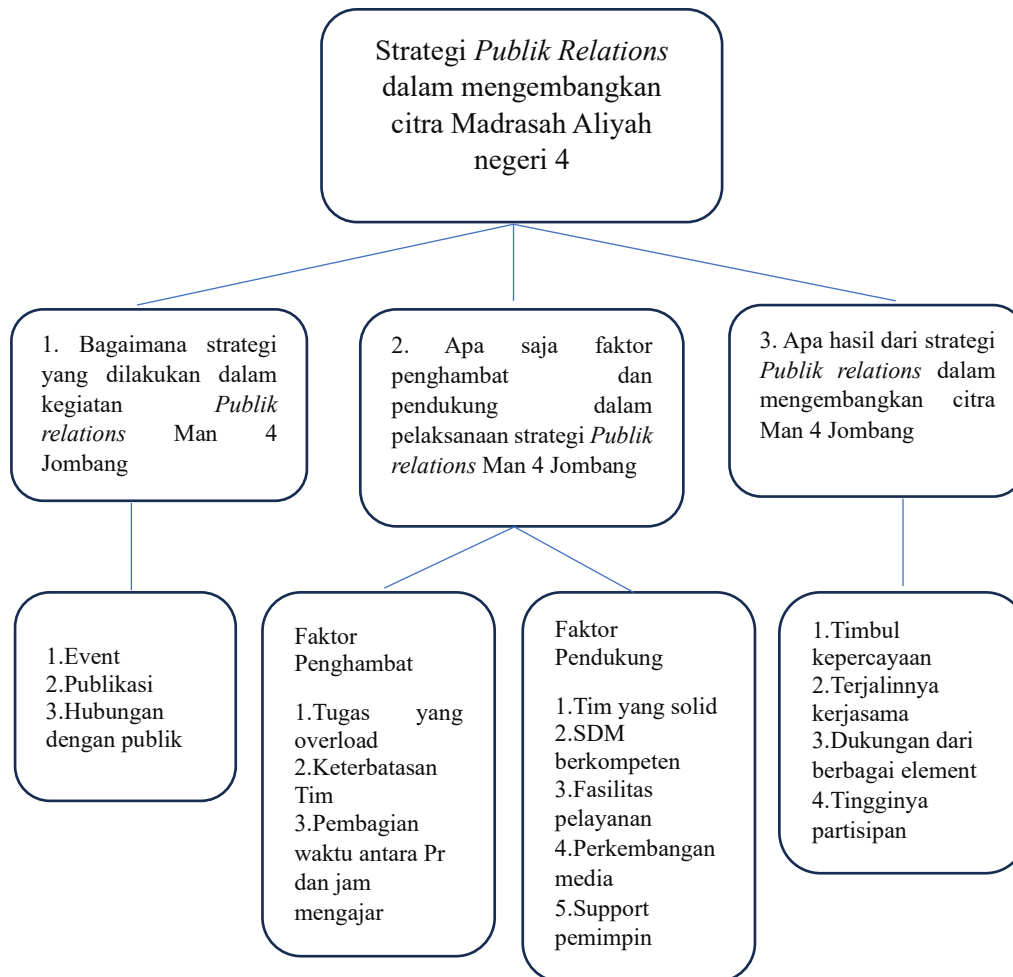 Strategi Publik Relations
dalam mengembangkan
citra Madrasah Aliyah
negeri 4
1. Bagaimana strategi
yang dilakukan dalam
kegiatan Publik
relations Man 4
Jombang
2. Apa saja faktor
penghambat dan
pendukung dalam
pelaksanaan strategi Publik
relations Man 4 Jombang
3. Apa hasil dari strategi
Publik relations dalam
mengembangkan citra
Man 4 Jombang
1.Event
2.Publikasi
3.Hubungan
dengan publik
Faktor
Penghambat
1.Tugas yang
overload
2.Keterbatasan
Tim
3.Pembagian
waktu antara Pr
dan jam
mengajar
Faktor
Pendukung
1.Tim yang solid
2.SDM
berkompeten
3.Fasilitas
pelayanan
4.Perkembangan
media
5.Support
pemimpin
1.Timbul
kepercayaan
2.Terjalinnya
kerjasama
3.Dukungan dari
berbagai element
4.Tingginya
partisipan